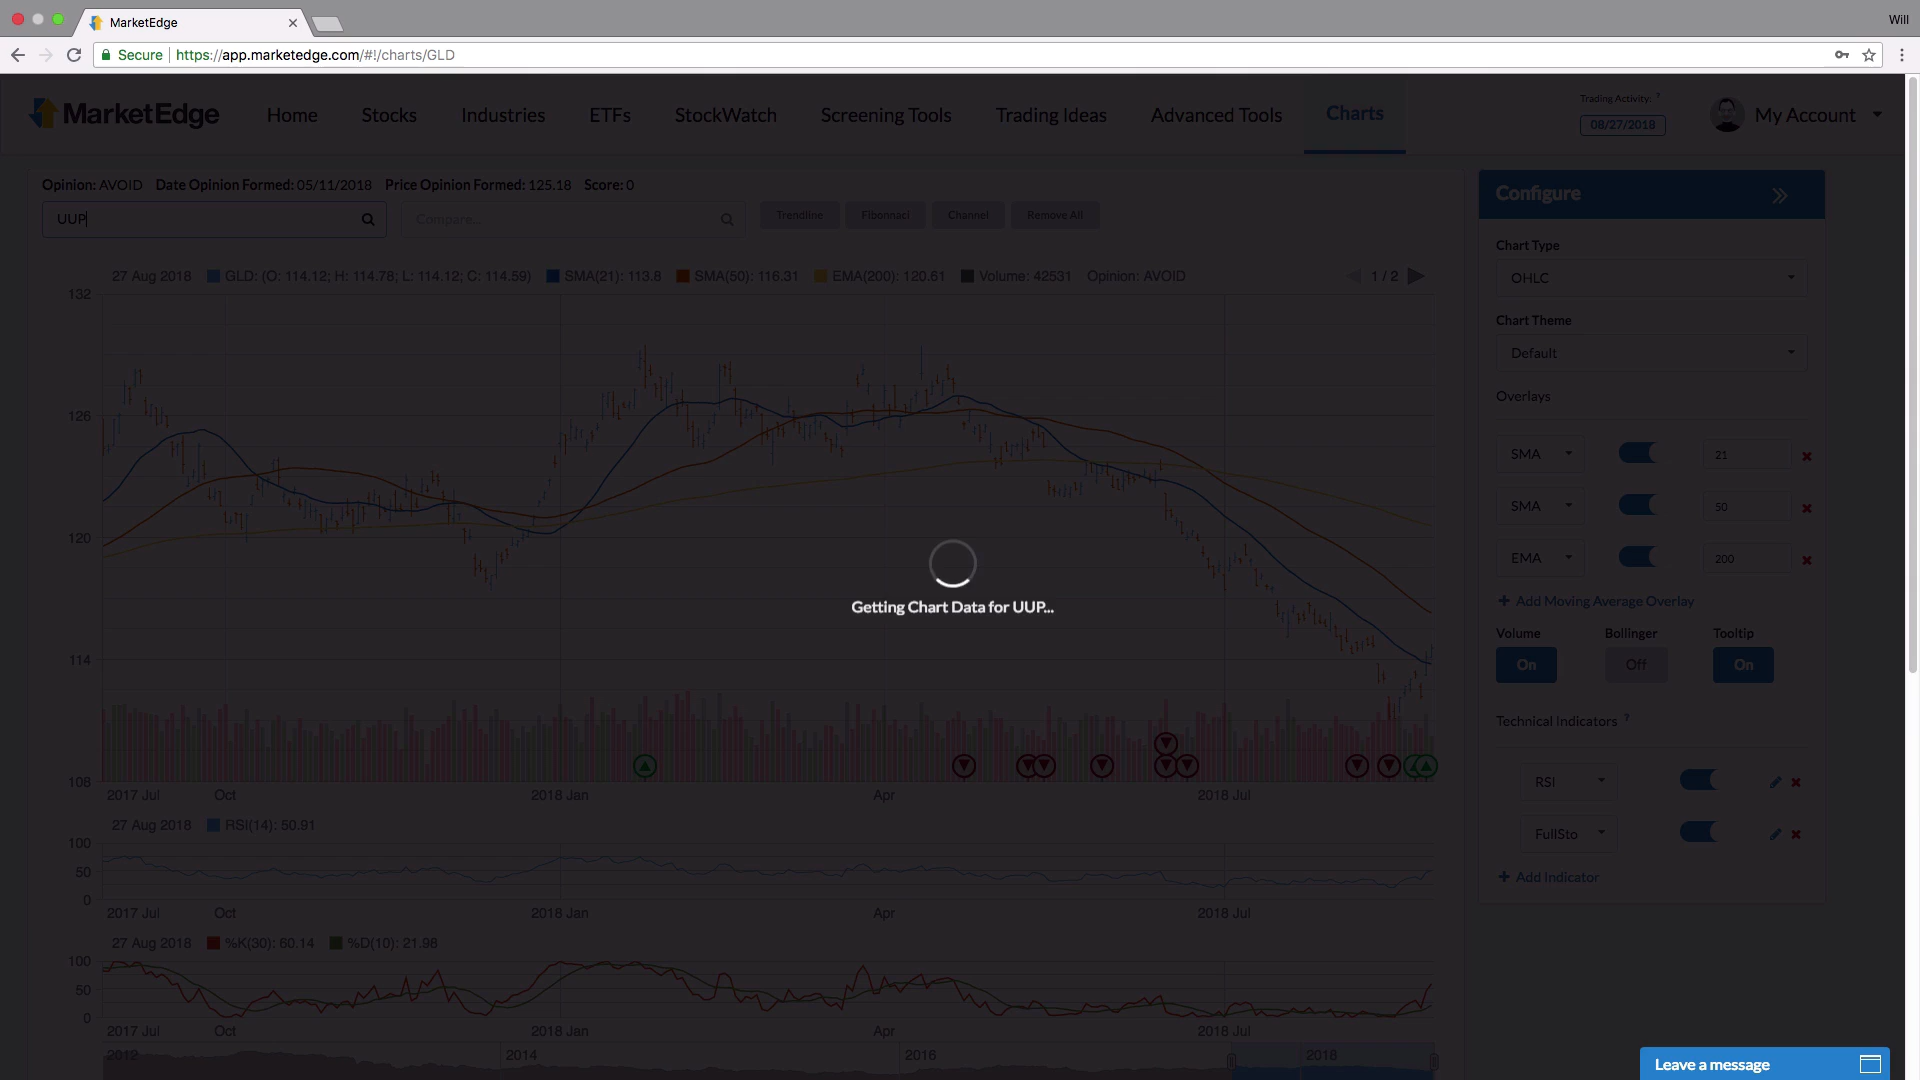 MarketEdge
Will
Secure https://app.marketedge.com/#!/charts/GLD
MarketEdge Home Stocks Industries ETFs StockWatch Screening Tools Trading Ideas Advanced Tools Charts
Trading Activity: ?
08/27/2018
My Account
Opinion: AVOID Date Opinion Formed: 05/11/2018 Price Opinion Formed: 125.18 Score: 0
UUP
Compare...
Trendline Fibonnaci Channel Remove All
27 Aug 2018 GLD: (O: 114.12; H: 114.78; L: 114.12; C: 114.59) SMA(21): 113.8 SMA(50): 116.31 EMA(200): 120.61 Volume: 42531 Opinion: AVOID 1 / 2
132
126
120
114
108
2017 Jul Oct 2018 Jan Apr 2018 Jul
Getting Chart Data for UUP...
27 Aug 2018 RSI(14): 50.91
100
50
0
2017 Jul Oct 2018 Jan Apr 2018 Jul
27 Aug 2018 %K(30): 60.14 %D(10): 21.98
100
50
0
2017 Jul Oct 2018 Jan Apr 2018 Jul
2012 2014 2016 2018
Configure
Chart Type
OHLC
Chart Theme
Default
Overlays
SMA 21
SMA 50
EMA 200
+ Add Moving Average Overlay
Volume Bollinger Tooltip
On Off On
Technical Indicators ?
RSI
FullSto
+ Add Indicator
Leave a message